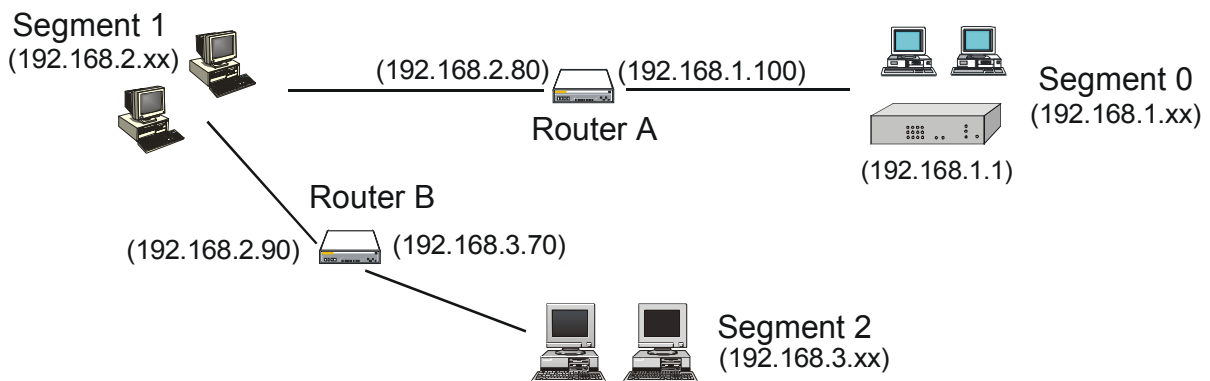 Segment 1
(192.168.2.xx)
(192.168.2.80)
(192.168.1.100)
Router A
Segment 0
(192.168.1.xx)
(192.168.1.1)
Router B
(192.168.2.90)
(192.168.3.70)
Segment 2
(192.168.3.xx)